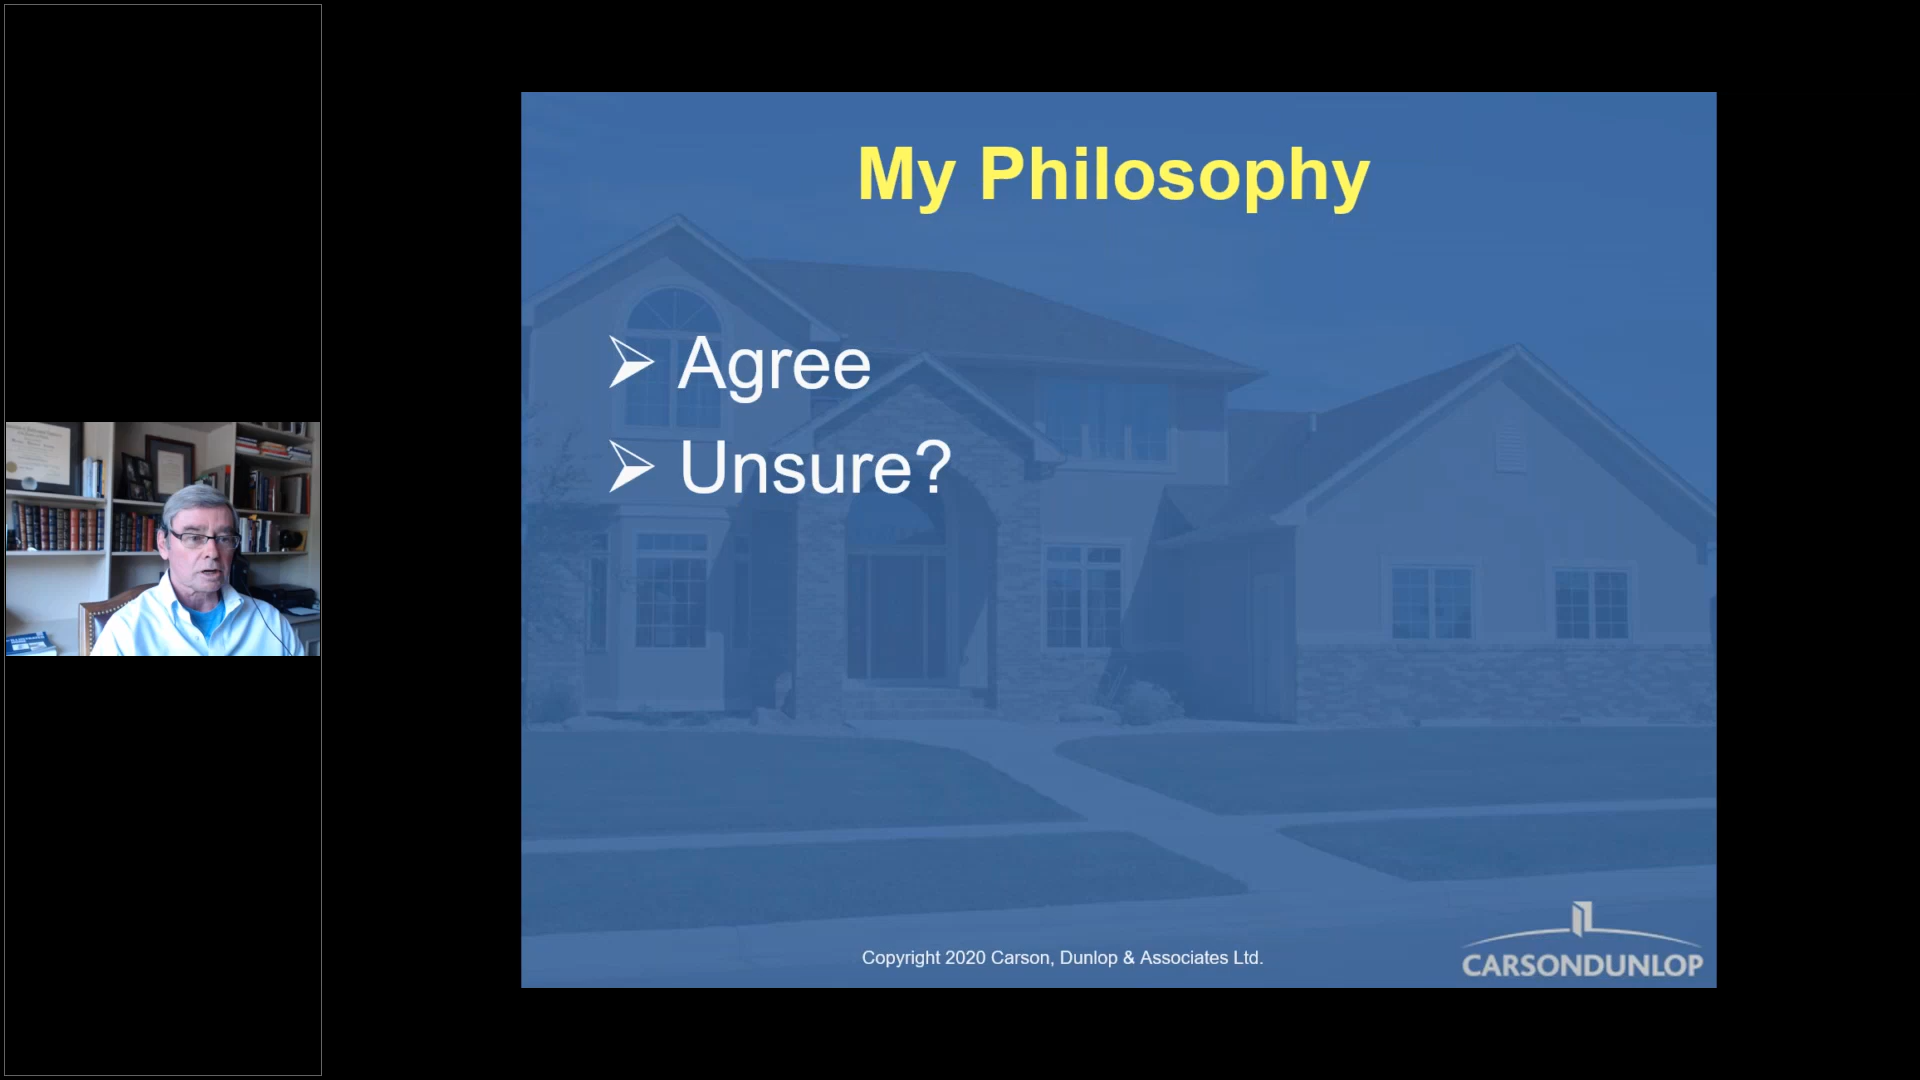 My Philosophy
➢ Agree
➢ Unsure?
Copyright 2020 Carson, Dunlop & Associates Ltd.
CARSONDUNLOP